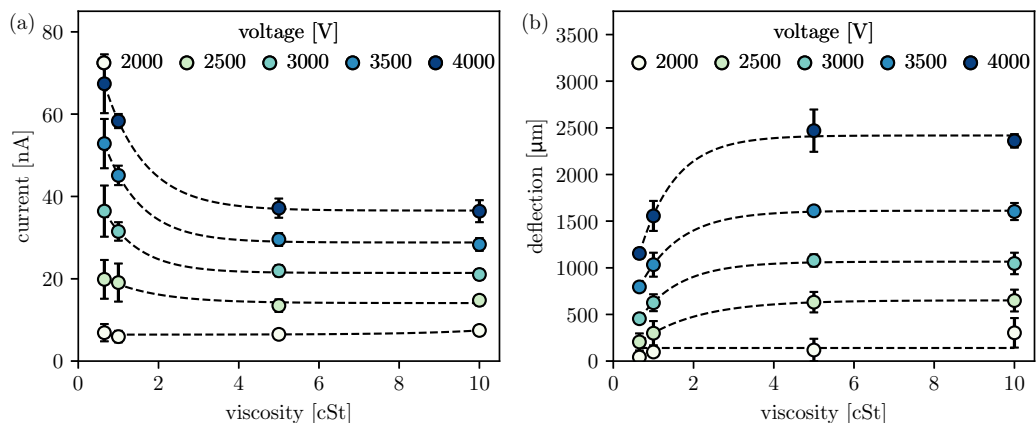 (a)
voltage [V]
2000 2500 3000 3500 4000
80
60
40
20
0
current [nA]
0 2 4 6 8 10
viscosity [cSt]
(b)
voltage [V]
2000 2500 3000 3500 4000
3500
3000
2500
2000
1500
1000
500
0
deflection [µm]
0 2 4 6 8 10
viscosity [cSt]